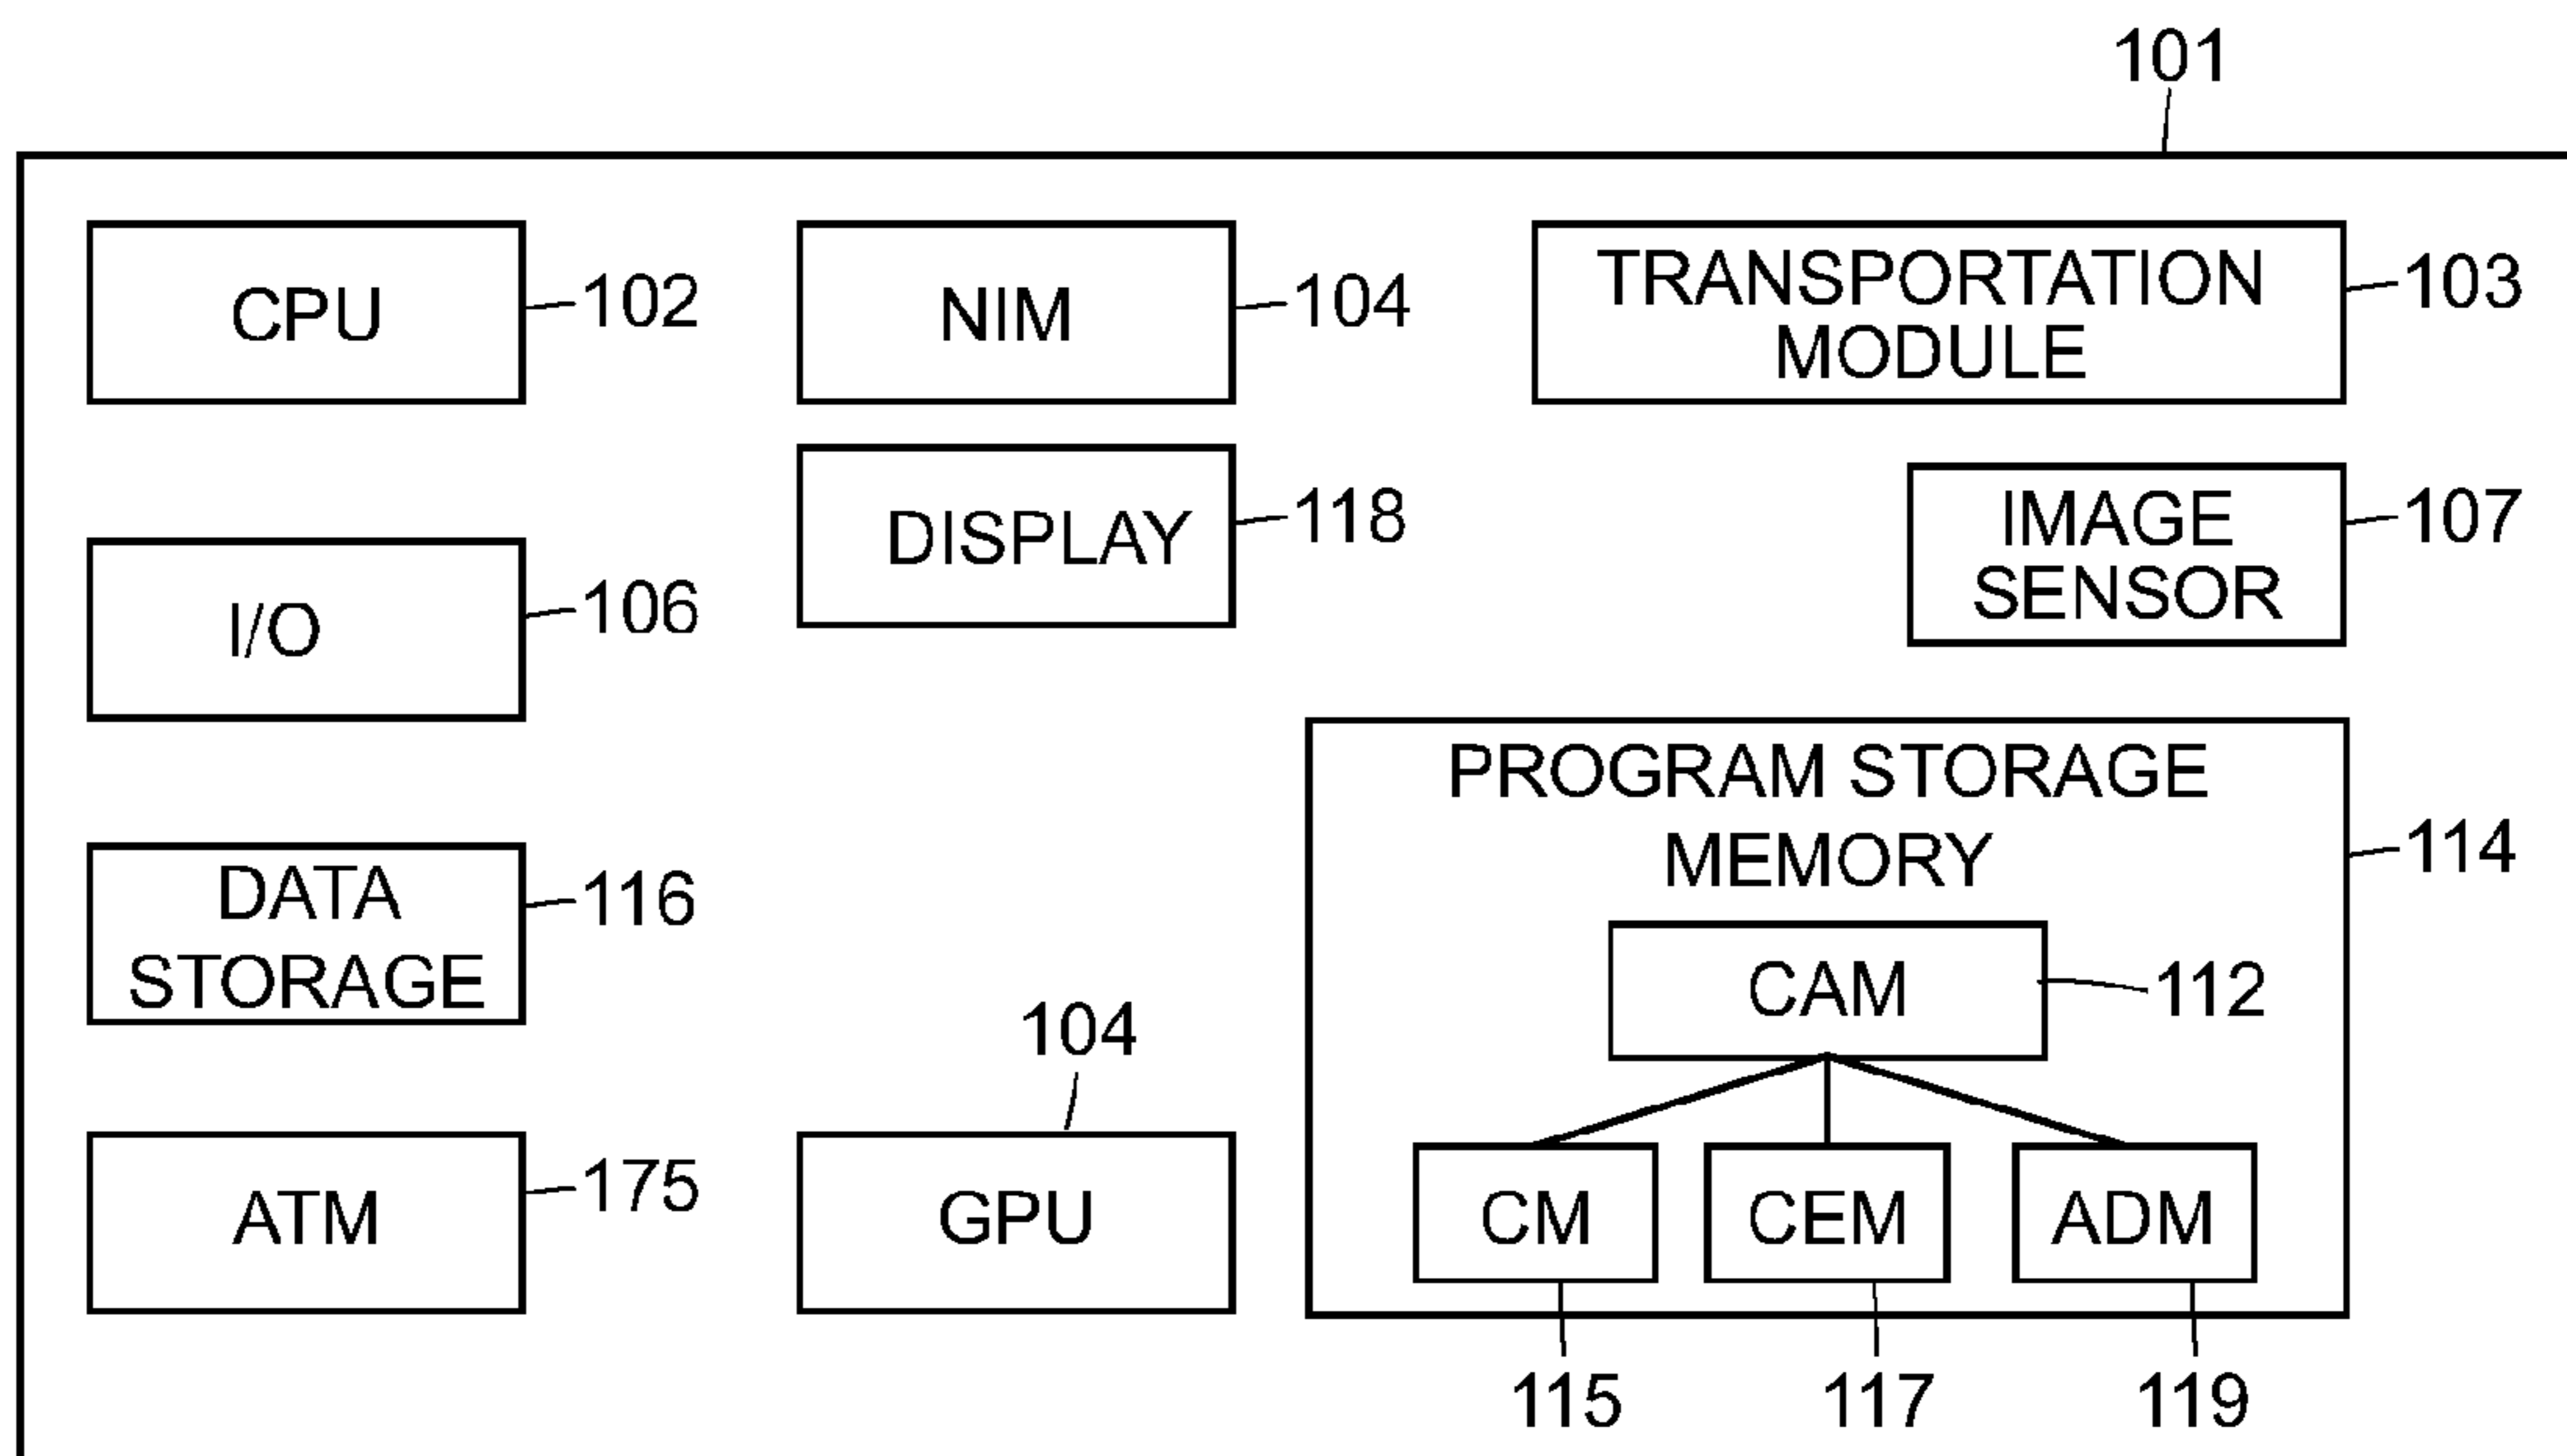 101
CPU
102
NIM
104
TRANSPORTATION
MODULE
103
DISPLAY
118
IMAGE
SENSOR
107
I/O
106
PROGRAM STORAGE
MEMORY
114
DATA
STORAGE
116
CAM
112
104
ATM
175
GPU
CM
CEM
ADM
115
117
119